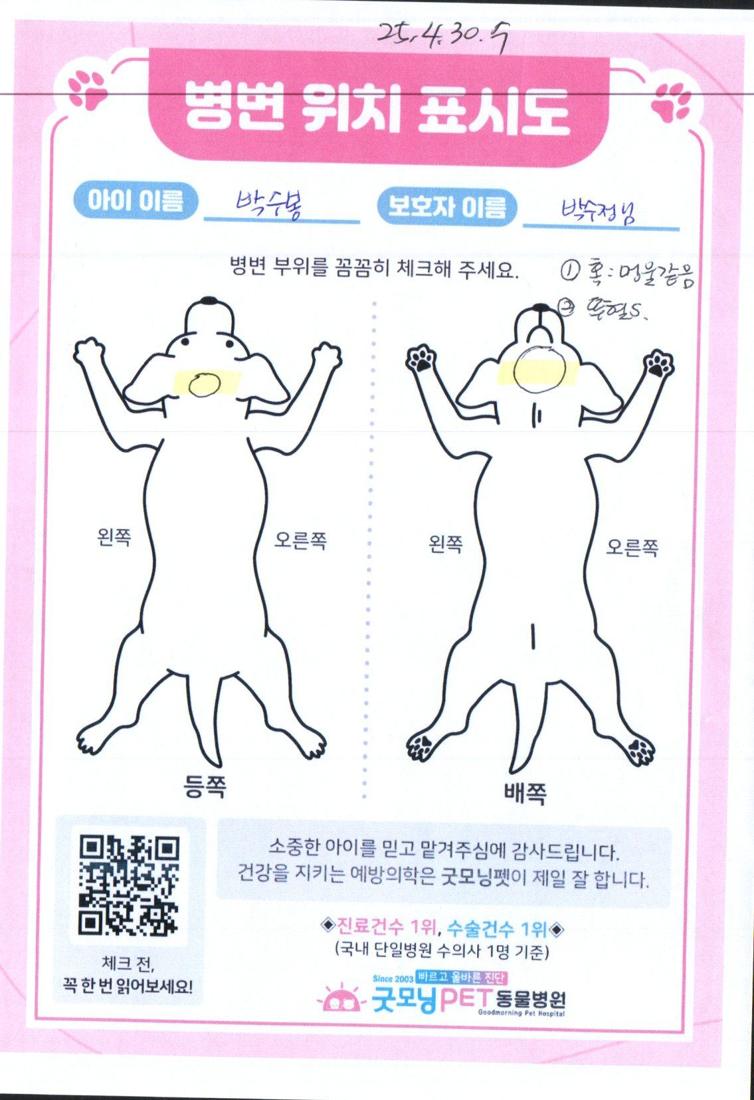 25.4.30.수
병변 위치 표시도
아이 이름 박수봉 보호자 이름 박수정님
병변 부위를 꼼꼼히 체크해 주세요.
① 혹:멍울같음
②
왼쪽 오른쪽 왼쪽 오른쪽
등쪽 배쪽
소중한 아이를 믿고 맡겨주심에 감사드립니다.
건강을 지키는 예방의학은 굿모닝펫이 제일 잘 합니다.
체크 전,
꼭 한 번 읽어보세요!
◈진료건수 1위, 수술건수 1위◈
(국내 단일병원 수의사 1명 기준)
Since 2003 바르고 올바른 진단
굿모닝PET동물병원
Goodmorning Pet Hospital